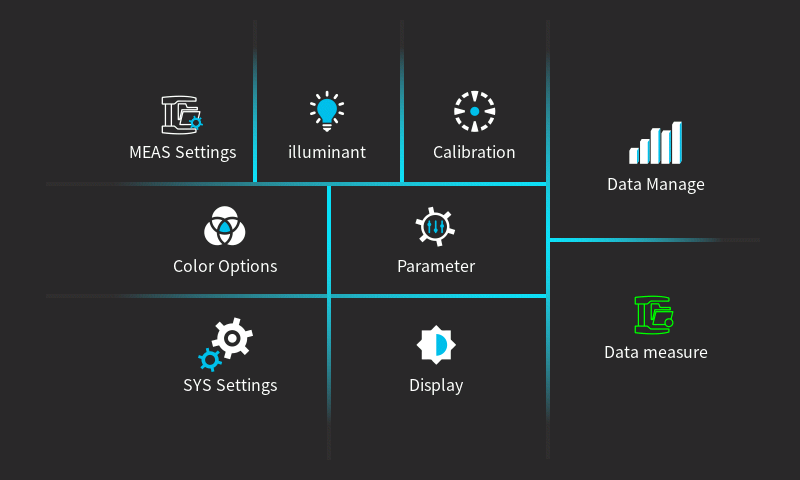 MEAS Settings
illuminant
Calibration
Data Manage
Color Options
Parameter
Data measure
SYS Settings
Display